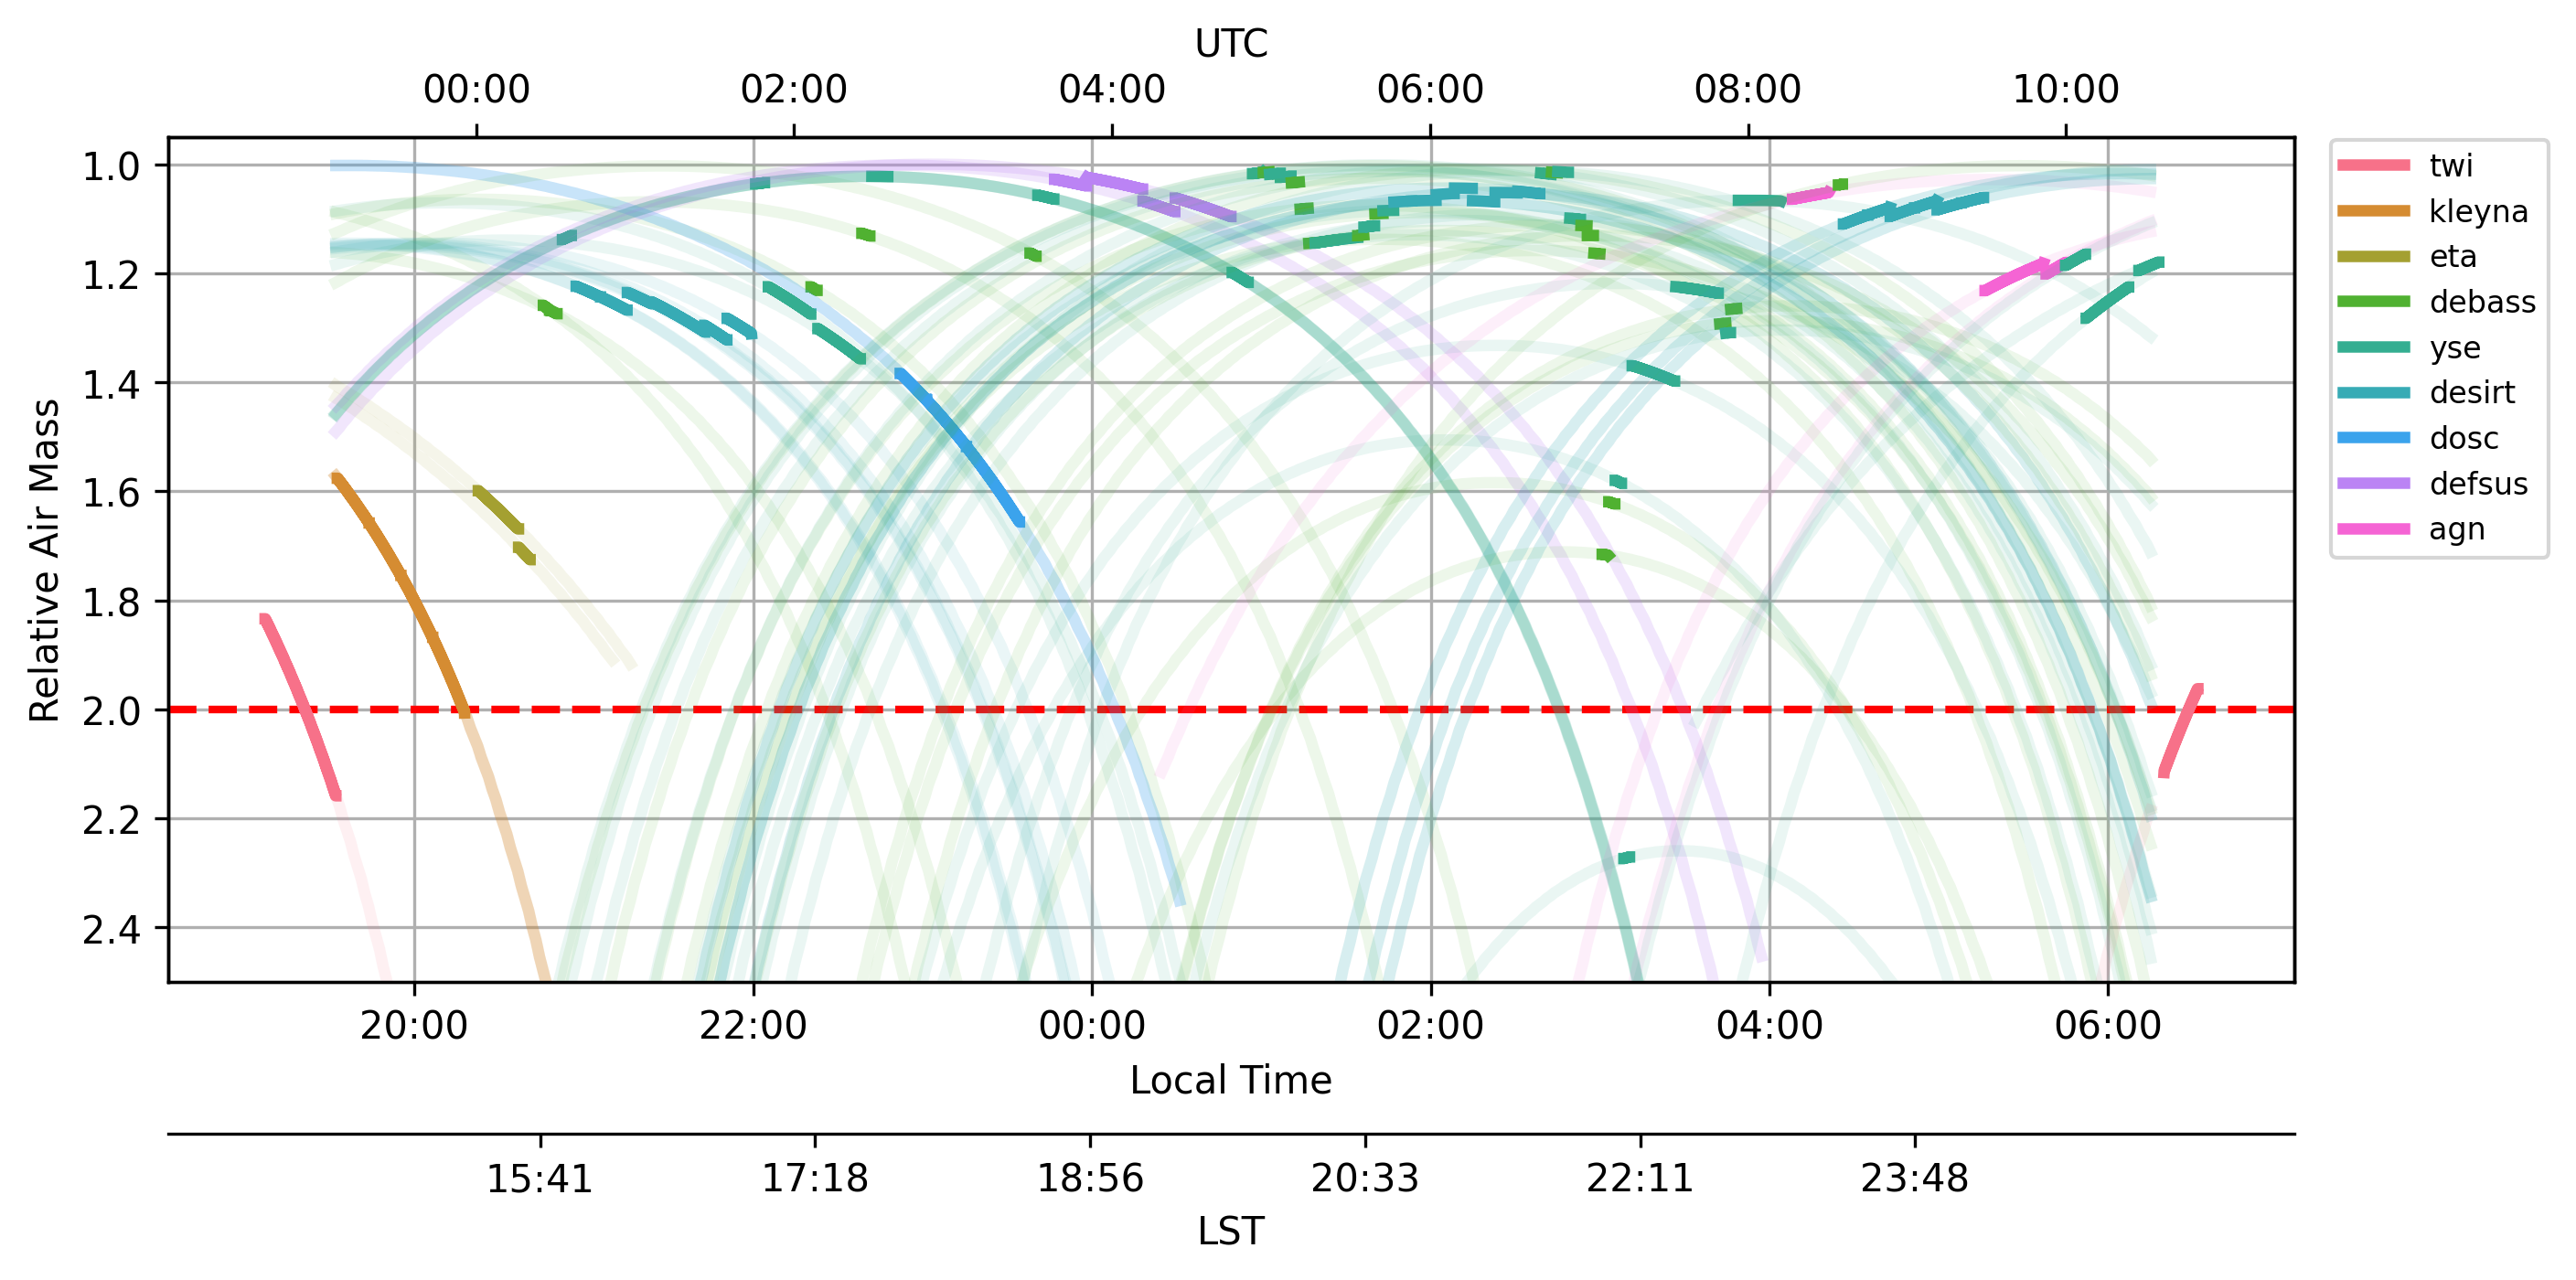 UTC
00:00 02:00 04:00 06:00 08:00 10:00
Relative Air Mass
1.0
1.2
1.4
1.6
1.8
2.0
2.2
2.4
twi
kleyna
eta
debass
yse
desirt
dosc
defsus
agn
20:00 22:00 00:00 02:00 04:00 06:00
Local Time
15:41 17:18 18:56 20:33 22:11 23:48
LST